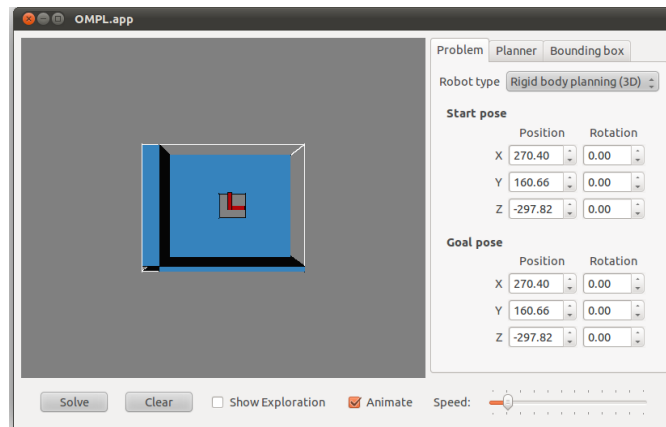 OMPL.app
Problem Planner Bounding box
Robot type Rigid body planning (3D)
Start pose
Position Rotation
X 270.40 0.00
Y 160.66 0.00
Z -297.82 0.00
Goal pose
Position Rotation
X 270.40 0.00
Y 160.66 0.00
Z -297.82 0.00
Solve Clear Show Exploration Animate Speed: